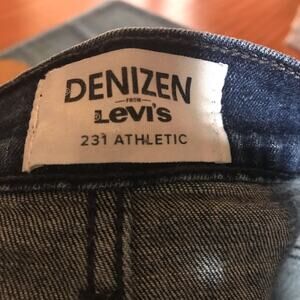 DENIZEN
FROM
Levi's
231 ATHLETIC